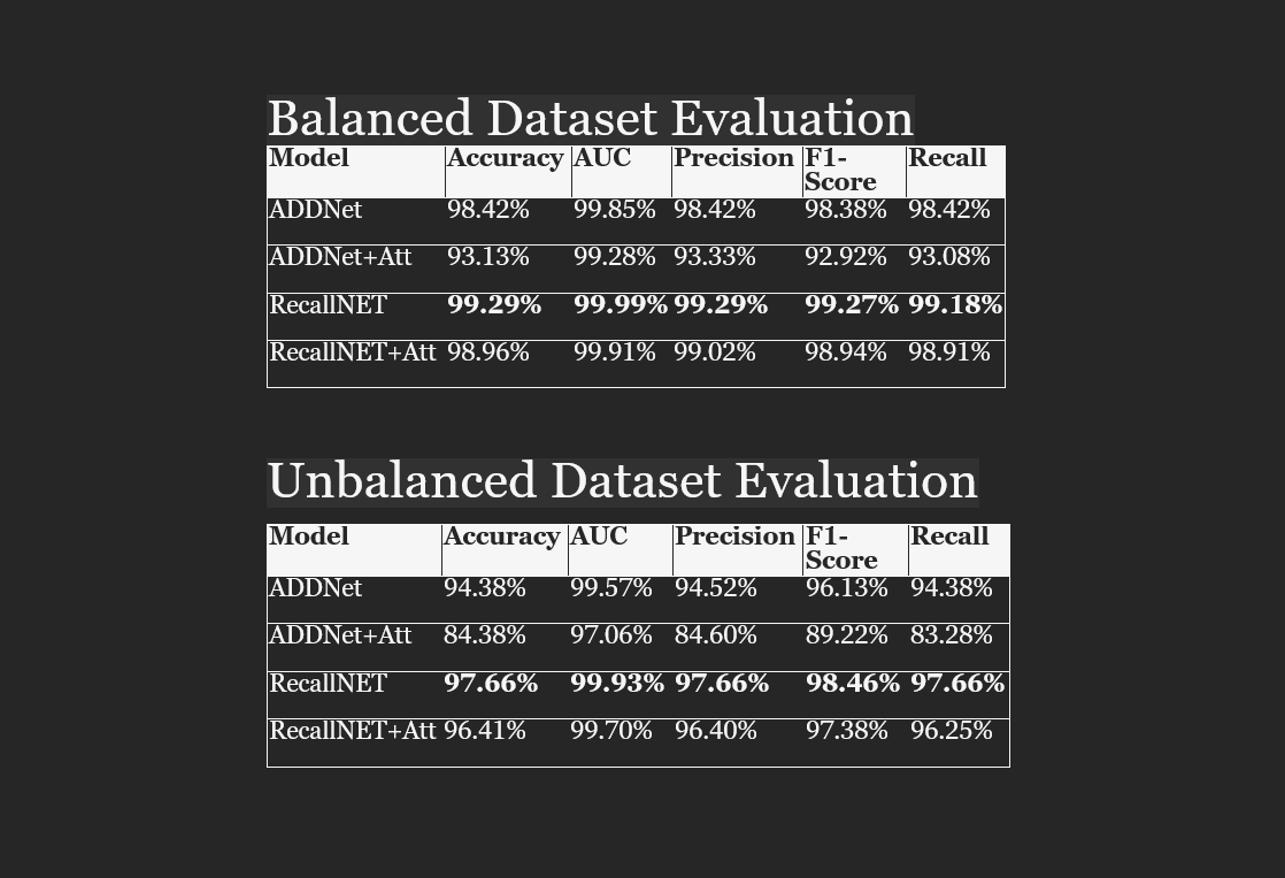 Balanced Dataset Evaluation
Model Accuracy AUC Precision F1-Score Recall
ADDNet 98.42% 99.85% 98.42% 98.38% 98.42%
ADDNet+Att 93.13% 99.28% 93.33% 92.92% 93.08%
RecallNET 99.29% 99.99% 99.29% 99.27% 99.18%
RecallNET+Att 98.96% 99.91% 99.02% 98.94% 98.91%
Unbalanced Dataset Evaluation
Model Accuracy AUC Precision F1-Score Recall
ADDNet 94.38% 99.57% 94.52% 96.13% 94.38%
ADDNet+Att 84.38% 97.06% 84.60% 89.22% 83.28%
RecallNET 97.66% 99.93% 97.66% 98.46% 97.66%
RecallNET+Att 96.41% 99.70% 96.40% 97.38% 96.25%